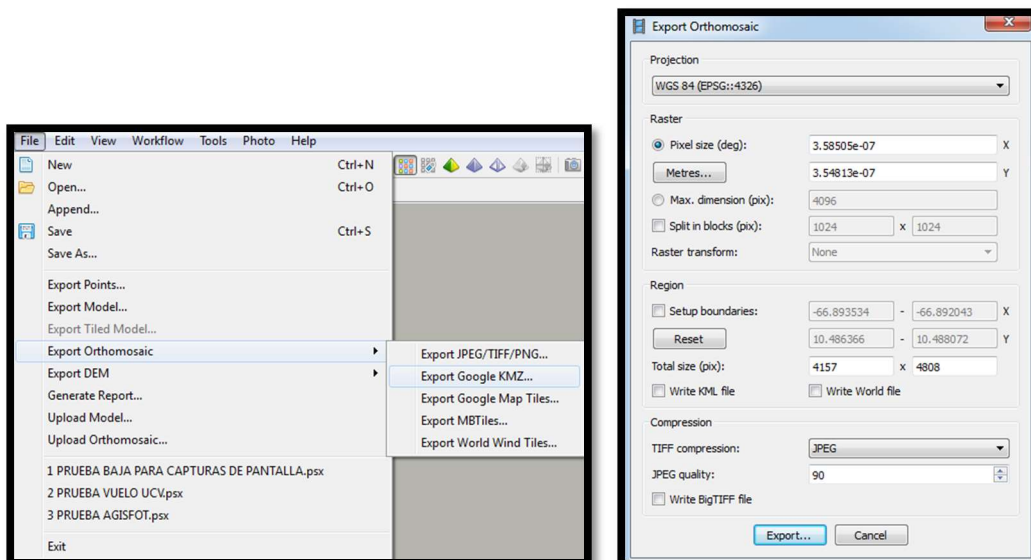 File Edit View Workflow Tools Photo Help
New Ctrl+N
Open... Ctrl+O
Append...
Save Ctrl+S
Save As...
Export Points...
Export Model...
Export Tiled Model...
Export Orthomosaic
Export DEM
Generate Report...
Upload Model...
Upload Orthomosaic...
1 PRUEBA BAJA PARA CAPTURAS DE PANTALLA.psx
2 PRUEBA VUELO UCV.psx
3 PRUEBA AGISFOT.psx
Exit
Export JPEG/TIFF/PNG...
Export Google KMZ...
Export Google Map Tiles...
Export MBTiles...
Export World Wind Tiles...
Export Orthomosaic
Projection
WGS 84 (EPSG::4326)
Raster
Pixel size (deg): 3.58505e-07 X
Metres... 3.54813e-07 Y
Max. dimension (pix): 4096
Split in blocks (pix): 1024 x 1024
Raster transform: None
Region
Setup boundaries: -66.893534 - -66.892043 X
Reset 10.486366 - 10.488072 Y
Total size (pix): 4157 x 4808
Write KML file Write World file
Compression
TIFF compression: JPEG
JPEG quality: 90
Write BigTIFF file
Export... Cancel